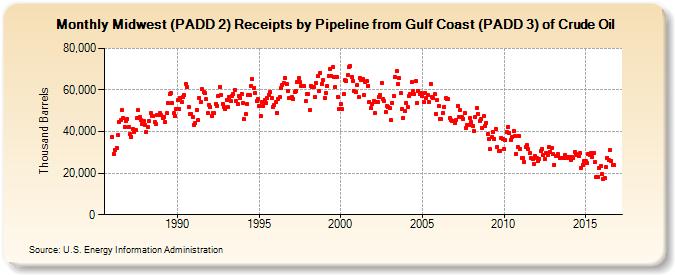 Monthly Midwest (PADD 2) Receipts by Pipeline from Gulf Coast (PADD 3) of Crude Oil
Thousand Barrels
80,000
60,000
40,000
20,000
0
1990 1995 2000 2005 2010 2015
Source: U.S. Energy Information Administration